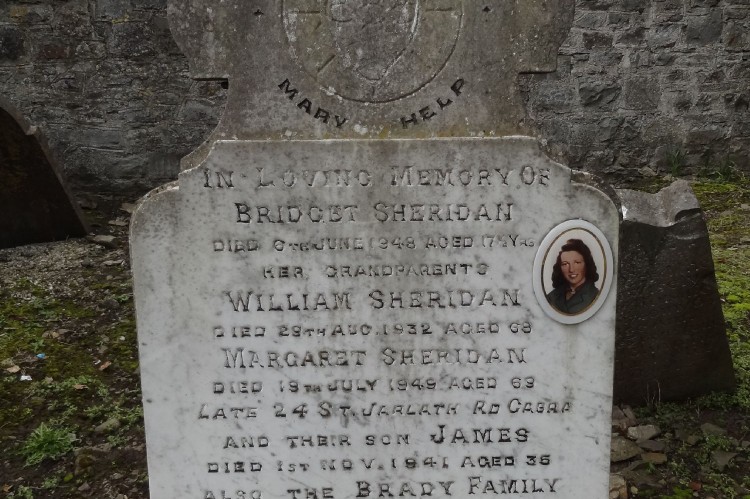 MARY HELP
IN LOVING MEMORY OF
BRIDGET SHERIDAN
DIED 6TH JUNE 1948 AGED 17½ YRS
HER GRANDPARENTS
WILLIAM SHERIDAN
DIED 29TH AUG. 1932 AGED 69
MARGARET SHERIDAN
DIED 19TH JULY 1949 AGED 69
LATE 24 ST. JARLATH RD CABRA
AND THEIR SON JAMES
DIED 1ST NOV. 1941 AGED 35
ALSO THE BRADY FAMILY